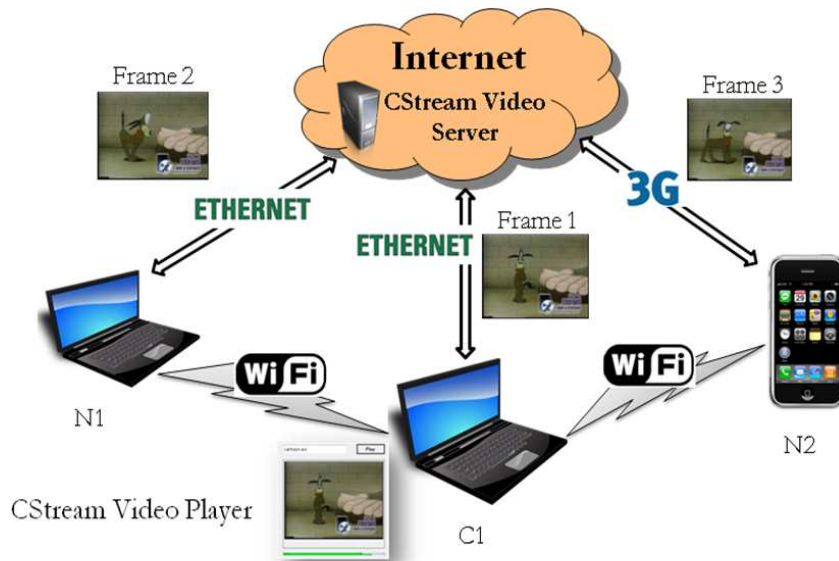 Internet
CStream Video
Server
Frame 2
Frame 3
ETHERNET
3G
Frame 1
ETHERNET
WiFi
WiFi
N1
N2
Play
CStream Video Player
C1